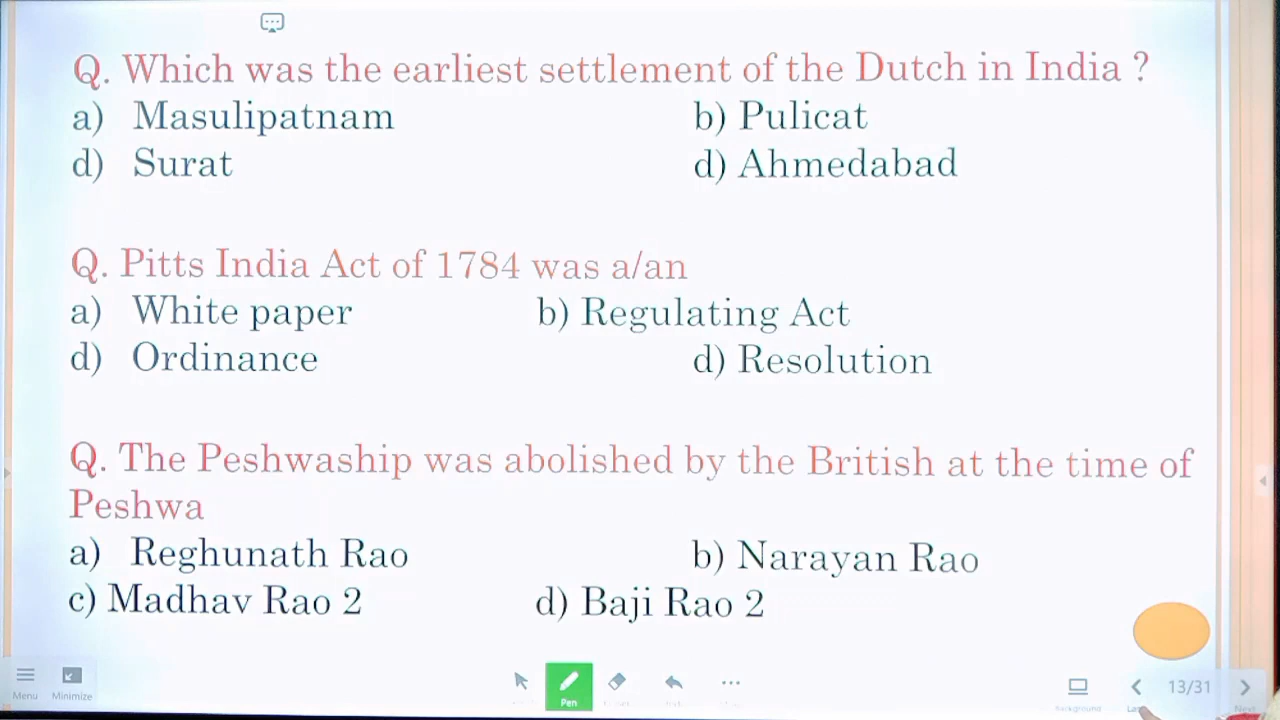 Q. Which was the earliest settlement of the Dutch in India ?
a) Masulipatnam b) Pulicat
d) Surat d) Ahmedabad
Q. Pitts India Act of 1784 was a/an
a) White paper b) Regulating Act
d) Ordinance d) Resolution
Q. The Peshwaship was abolished by the British at the time of
Peshwa
a) Reghunath Rao b) Narayan Rao
c) Madhav Rao 2 d) Baji Rao 2
Menu Minimize Pen Background 13/31 Next